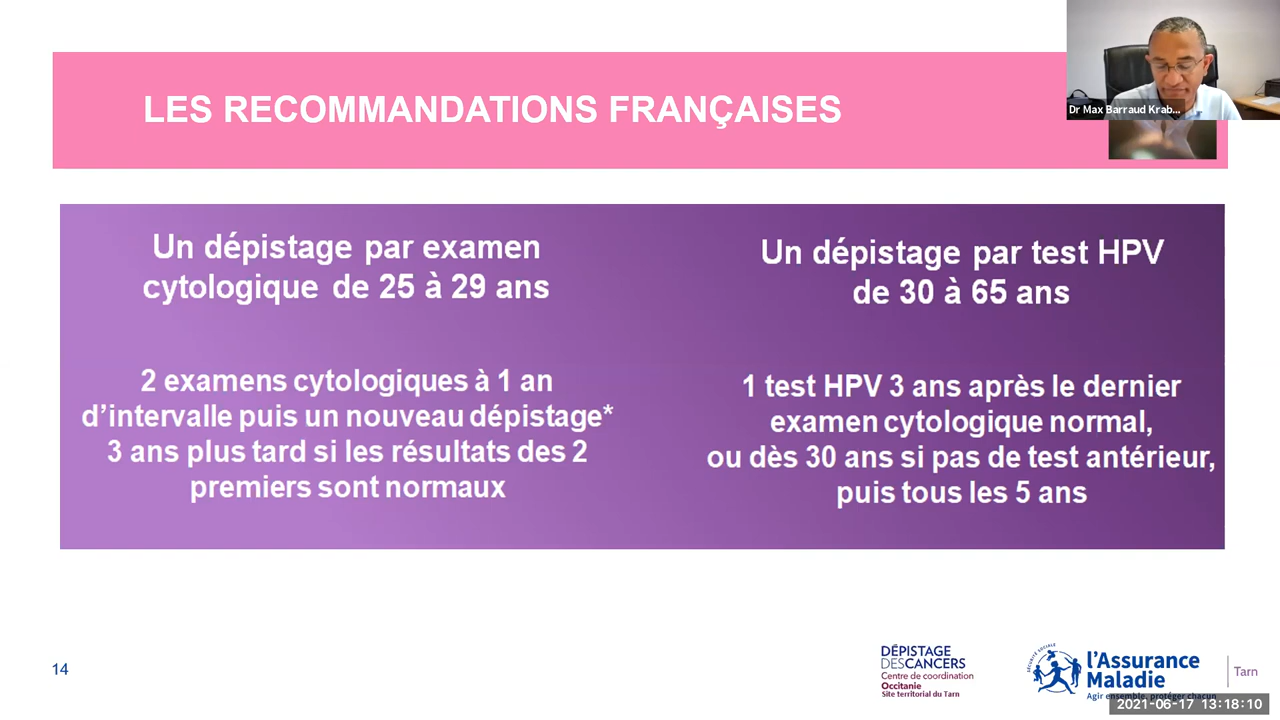 LES RECOMMANDATIONS FRANÇAISES
Dr Max Barraud Krab...
Un dépistage par examen
cytologique de 25 à 29 ans
2 examens cytologiques à 1 an
d’intervalle puis un nouveau dépistage*
3 ans plus tard si les résultats des 2
premiers sont normaux
Un dépistage par test HPV
de 30 à 65 ans
1 test HPV 3 ans après le dernier
examen cytologique normal,
ou dès 30 ans si pas de test antérieur,
puis tous les 5 ans
14
DÉPISTAGE
DESCANCERS
Centre de coordination
Occitanie
Site territorial du Tarn
SÉCURITÉ SOCIALE
l’Assurance
Maladie
Agir ensemble, protéger chacun
Tarn
2021-06-17 13:18:10